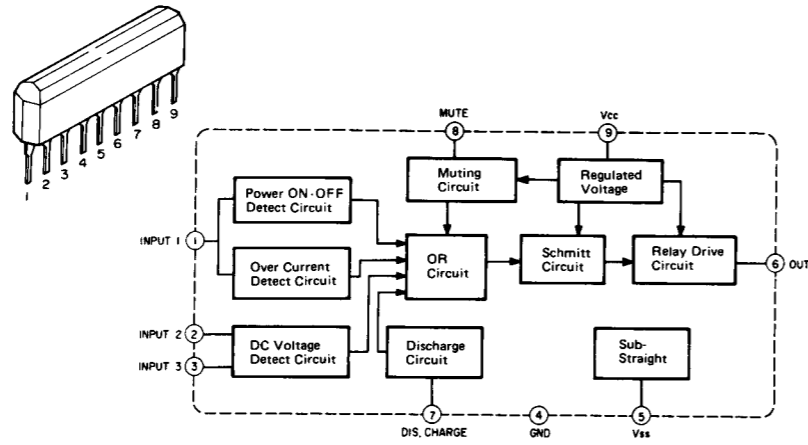 1
2
3
4
5
6
7
8
9
MUTE
8
Vcc
9
Power ON-OFF
Detect Circuit
Muting
Circuit
Regulated
Voltage
INPUT 1
1
Over Current
Detect Circuit
OR
Circuit
Schmitt
Circuit
Relay Drive
Circuit
6
OUT
INPUT 2
2
INPUT 3
3
DC Voltage
Detect Circuit
Discharge
Circuit
Sub-
Straight
7
DIS. CHARGE
4
GND
5
Vss